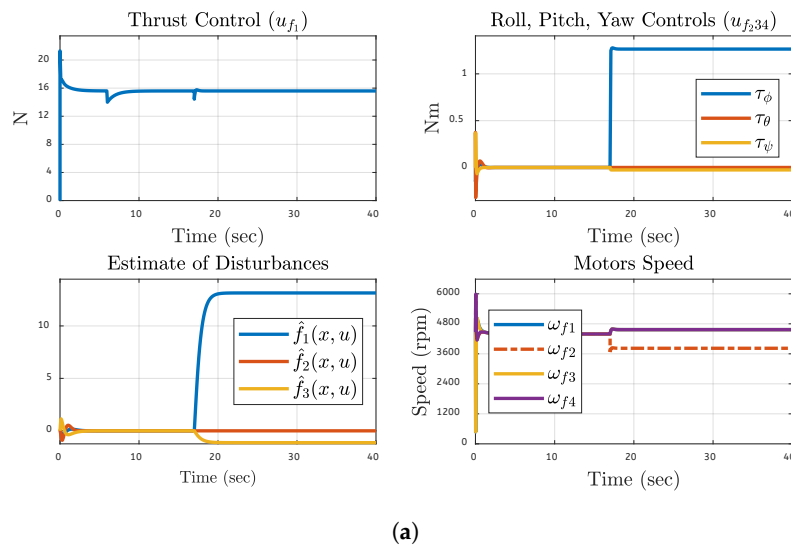 Thrust Control (u_{f_1})
N
20
16
12
8
4
0
0 10 20 30 40
Time (sec)
Roll, Pitch, Yaw Controls (u_{f_2 34})
Nm
1
0.5
0
τ_ϕ
τ_θ
τ_ψ
0 10 20 30 40
Time (sec)
Estimate of Disturbances
10
5
0
f̂_1(x, u)
f̂_2(x, u)
f̂_3(x, u)
0 10 20 30 40
Time (sec)
Motors Speed
Speed (rpm)
6000
4800
3600
2400
1200
0
ω_{f1}
ω_{f2}
ω_{f3}
ω_{f4}
0 10 20 30 40
Time (sec)
(a)